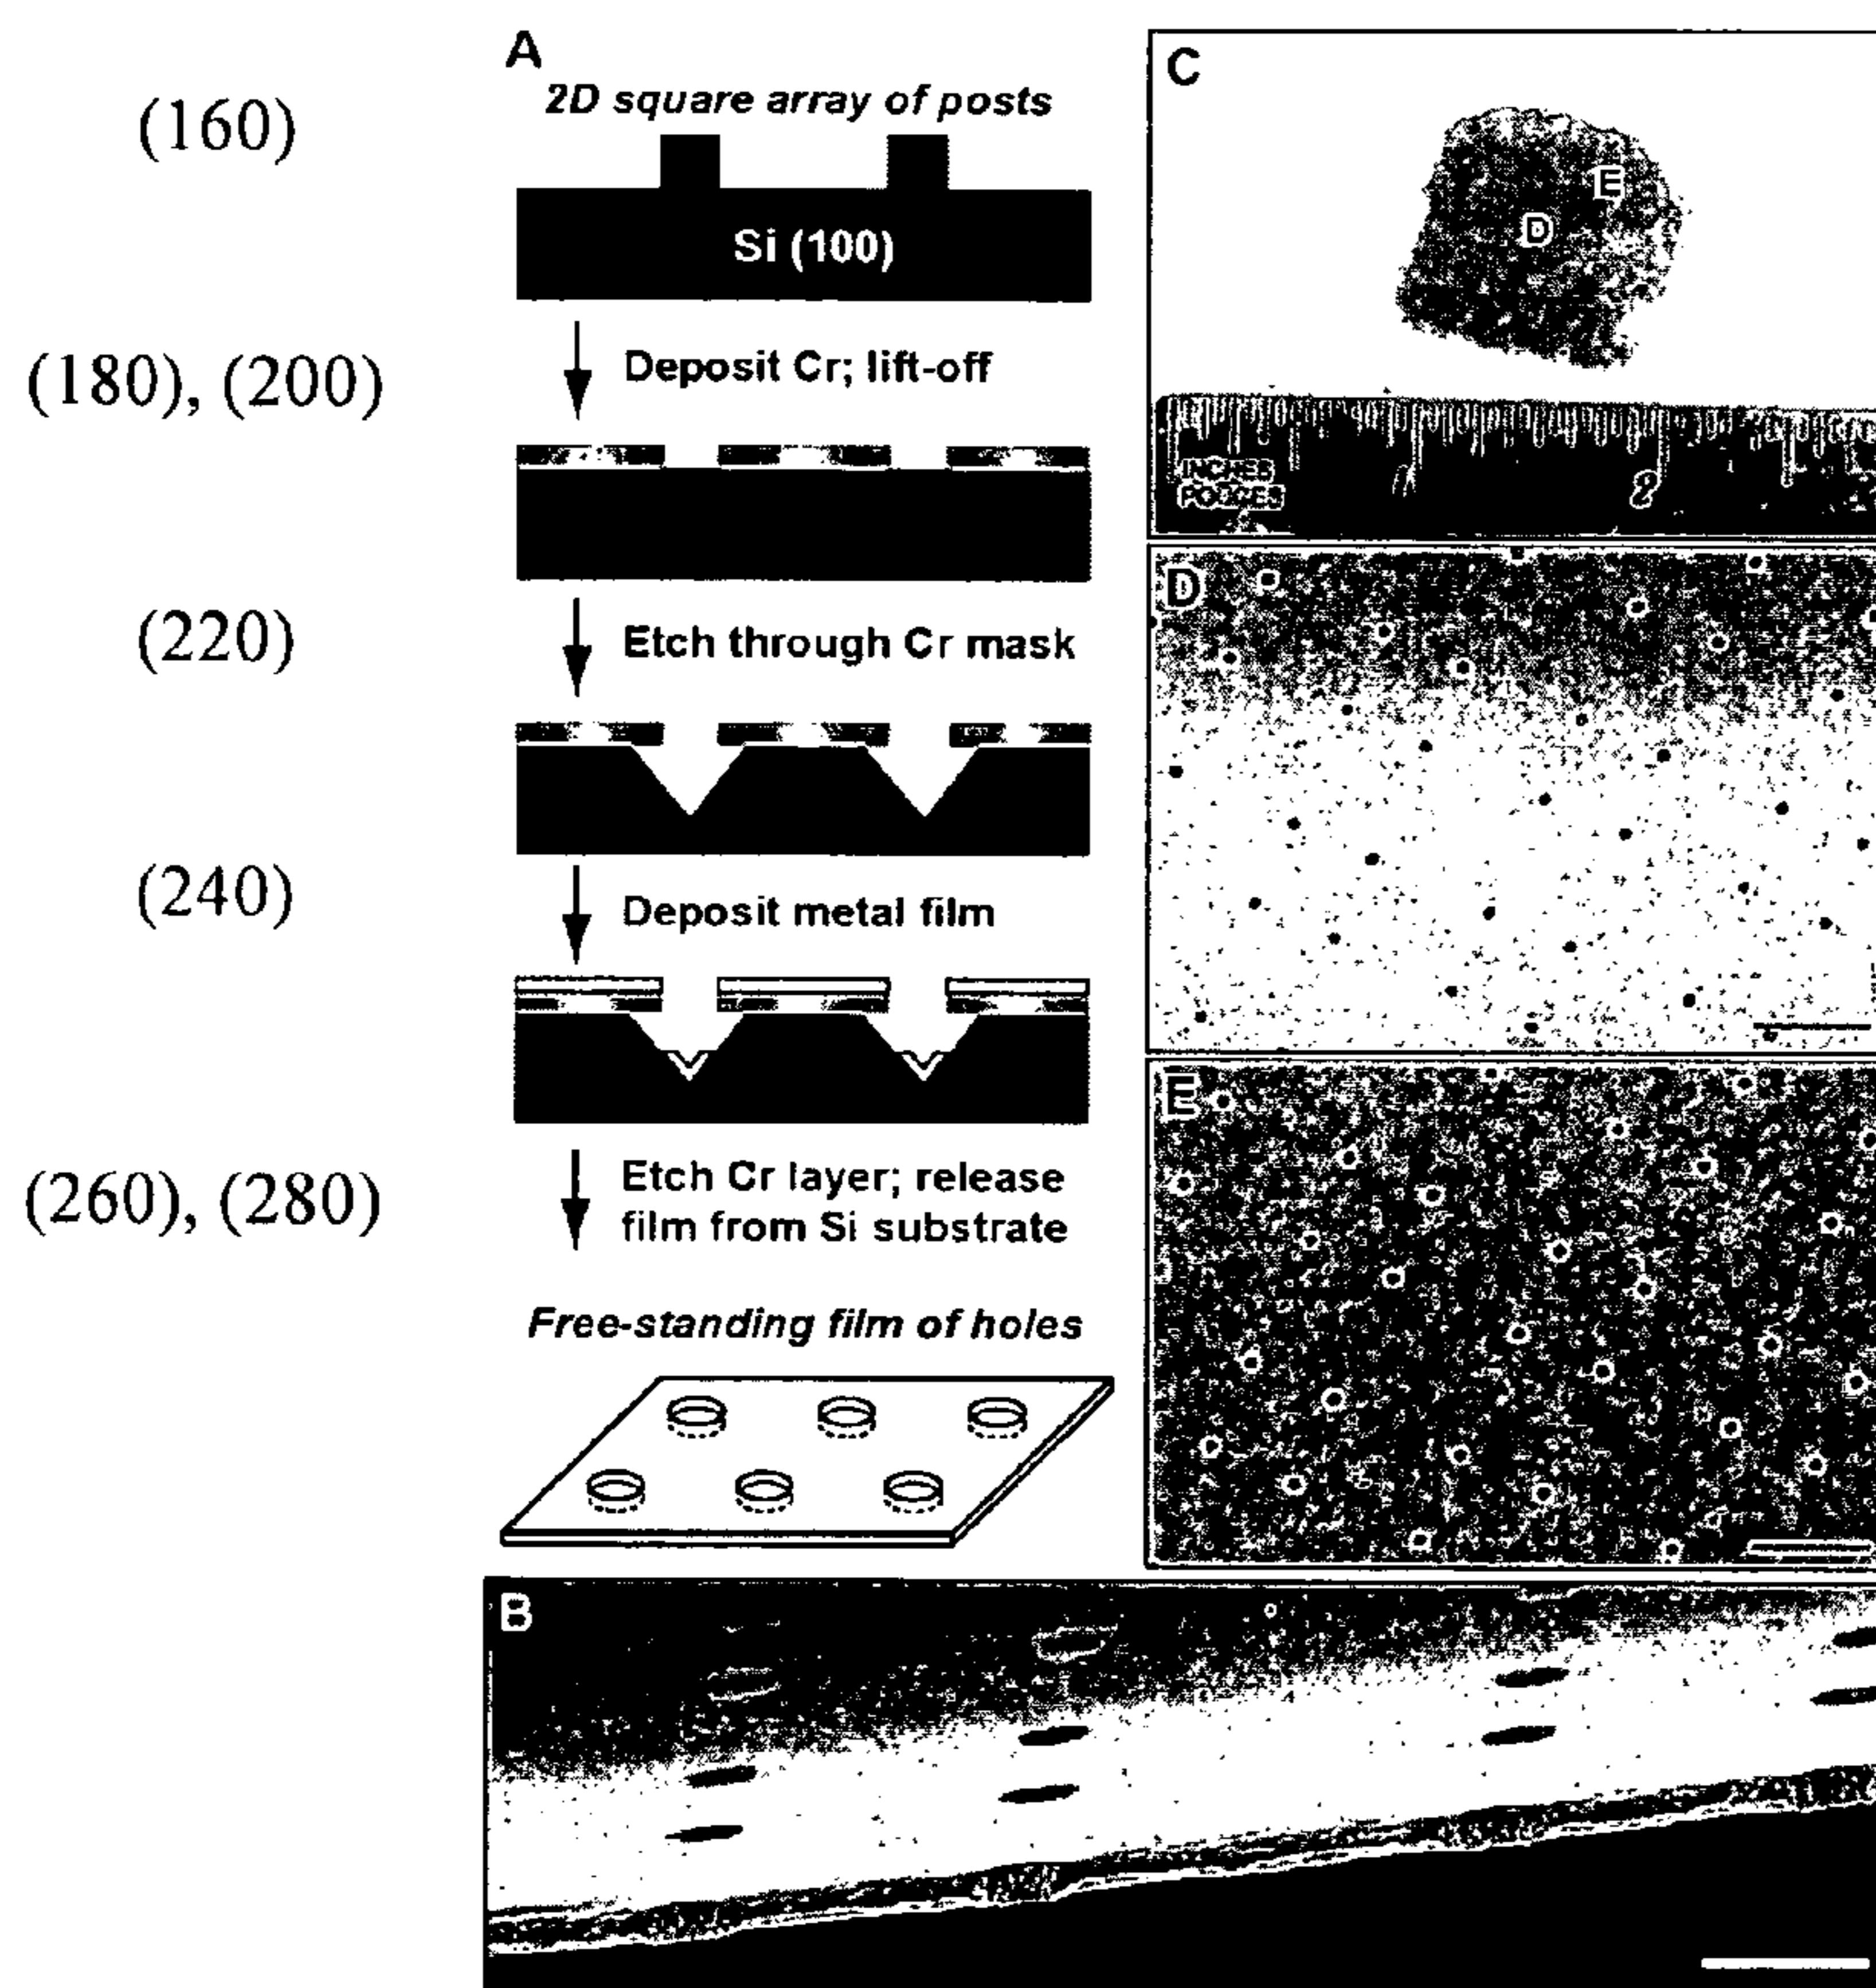 (160)
A
2D square array of posts
Si (100)
(180), (200)
Deposit Cr; lift-off
(220)
Etch through Cr mask
(240)
Deposit metal film
(260), (280)
Etch Cr layer; release
film from Si substrate
Free-standing film of holes
C
E
D
INCHES
2
D
E
B